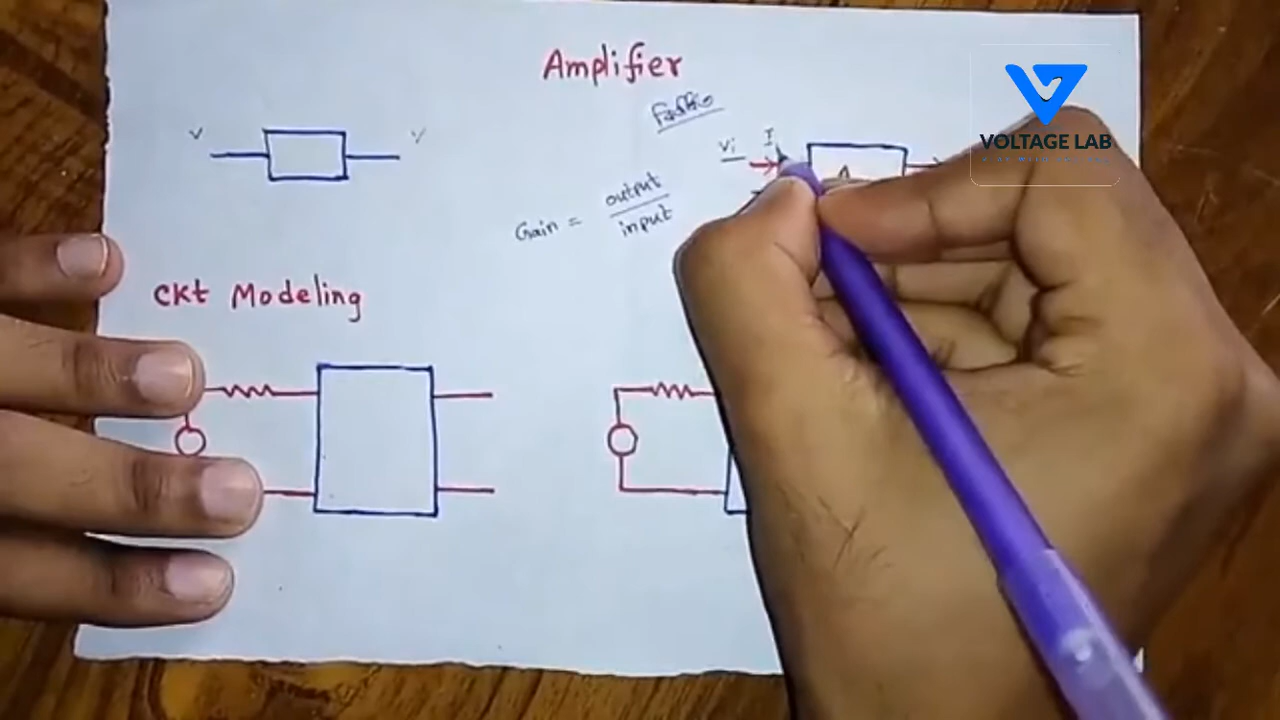 Amplifier
V
V
Vi
I
A
Gain = output
input
Ckt Modeling
VOLTAGE LAB